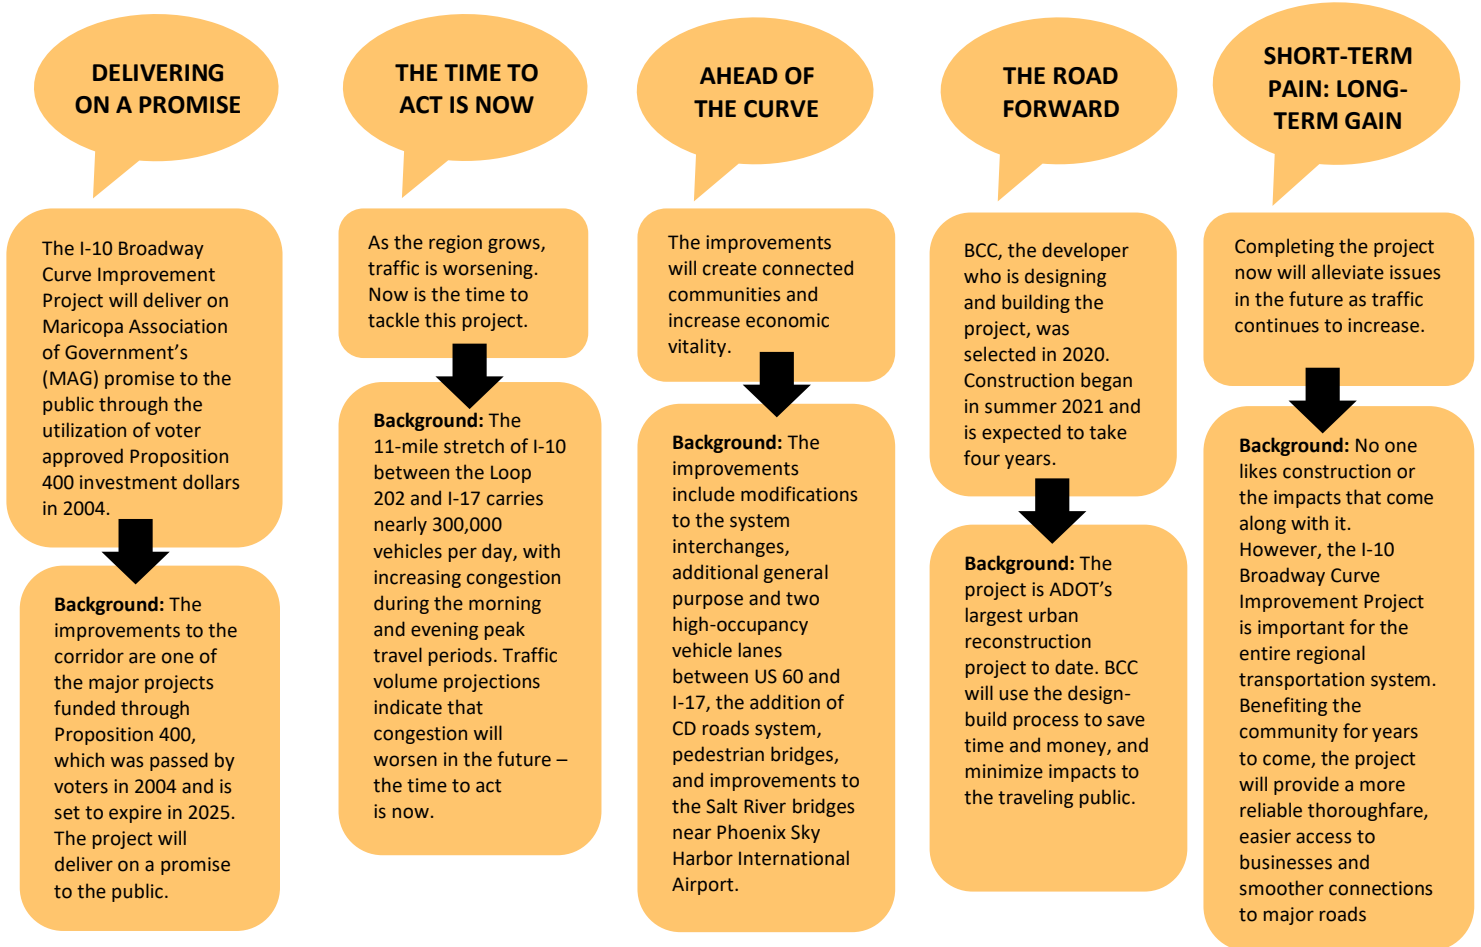 DELIVERING
ON A PROMISE
The I-10 Broadway
Curve Improvement
Project will deliver on
Maricopa Association
of Government’s
(MAG) promise to the
public through the
utilization of voter
approved Proposition
400 investment dollars
in 2004.
Background: The
improvements to the
corridor are one of
the major projects
funded through
Proposition 400,
which was passed by
voters in 2004 and is
set to expire in 2025.
The project will
deliver on a promise
to the public.
THE TIME TO
ACT IS NOW
As the region grows,
traffic is worsening.
Now is the time to
tackle this project.
Background: The
11-mile stretch of I-10
between the Loop
202 and I-17 carries
nearly 300,000
vehicles per day, with
increasing congestion
during the morning
and evening peak
travel periods. Traffic
volume projections
indicate that
congestion will
worsen in the future –
the time to act
is now.
AHEAD OF
THE CURVE
The improvements
will create connected
communities and
increase economic
vitality.
Background: The
improvements
include modifications
to the system
interchanges,
additional general
purpose and two
high-occupancy
vehicle lanes
between US 60 and
I-17, the addition of
CD roads system,
pedestrian bridges,
and improvements to
the Salt River bridges
near Phoenix Sky
Harbor International
Airport.
THE ROAD
FORWARD
BCC, the developer
who is designing
and building the
project, was
selected in 2020.
Construction began
in summer 2021 and
is expected to take
four years.
Background: The
project is ADOT’s
largest urban
reconstruction
project to date. BCC
will use the design-
build process to save
time and money, and
minimize impacts to
the traveling public.
SHORT-TERM
PAIN: LONG-
TERM GAIN
Completing the project
now will alleviate issues
in the future as traffic
continues to increase.
Background: No one
likes construction or
the impacts that come
along with it.
However, the I-10
Broadway Curve
Improvement Project
is important for the
entire regional
transportation system.
Benefiting the
community for years
to come, the project
will provide a more
reliable thoroughfare,
easier access to
businesses and
smoother connections
to major roads